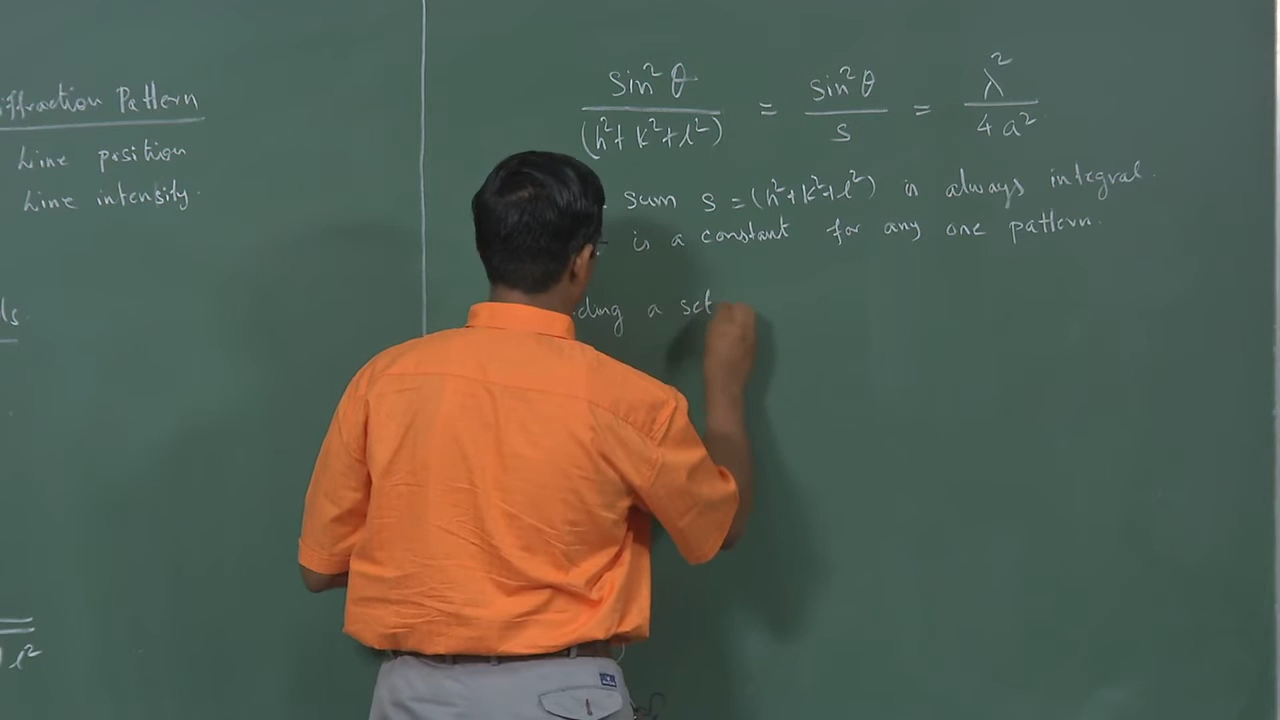 iffraction Pattern
Line position
Line intensity.
ls.
l²
sin²θ / (h²+k²+l²) = sin²θ / s = λ² / 4a²
sum s = (h²+k²+l²) is always integral.
is a constant for any one pattern.
ding a set